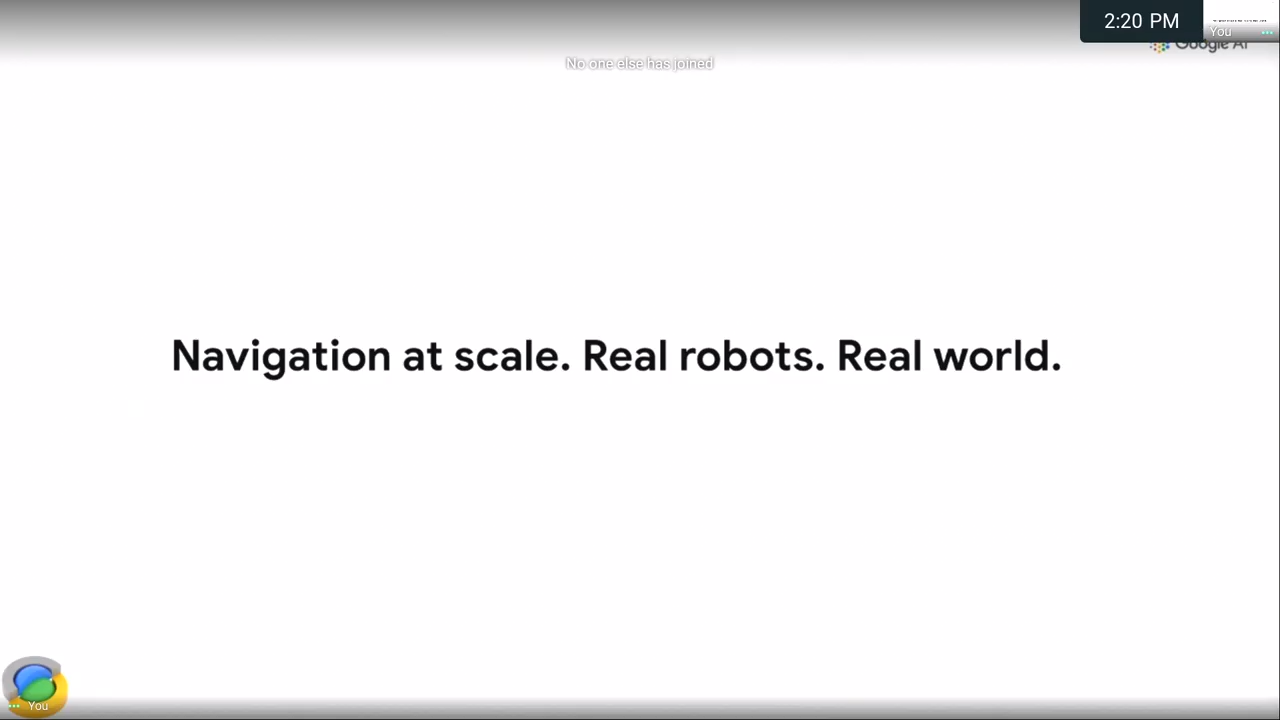 2:20 PM
You
Google AI
No one else has joined
Navigation at scale. Real robots. Real world.
You